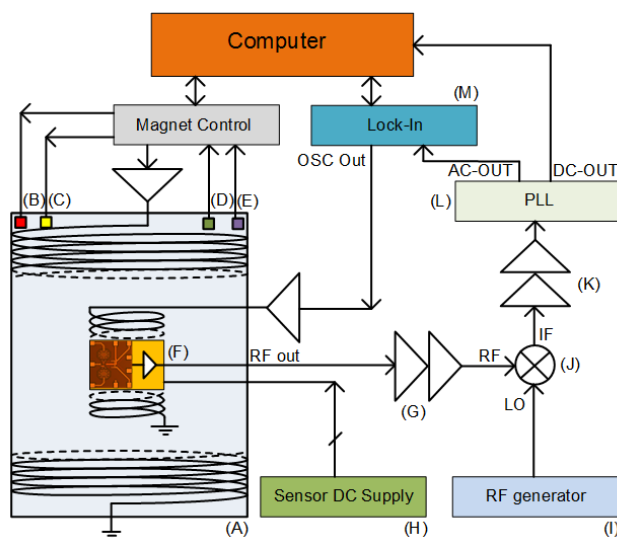 Computer
(M)
Magnet Control
Lock-In
OSC Out
AC-OUT
DC-OUT
(B)
(C)
(D)
(E)
(L)
PLL
(K)
IF
(F)
RF out
RF
(J)
(G)
LO
Sensor DC Supply
RF generator
(A)
(H)
(I)